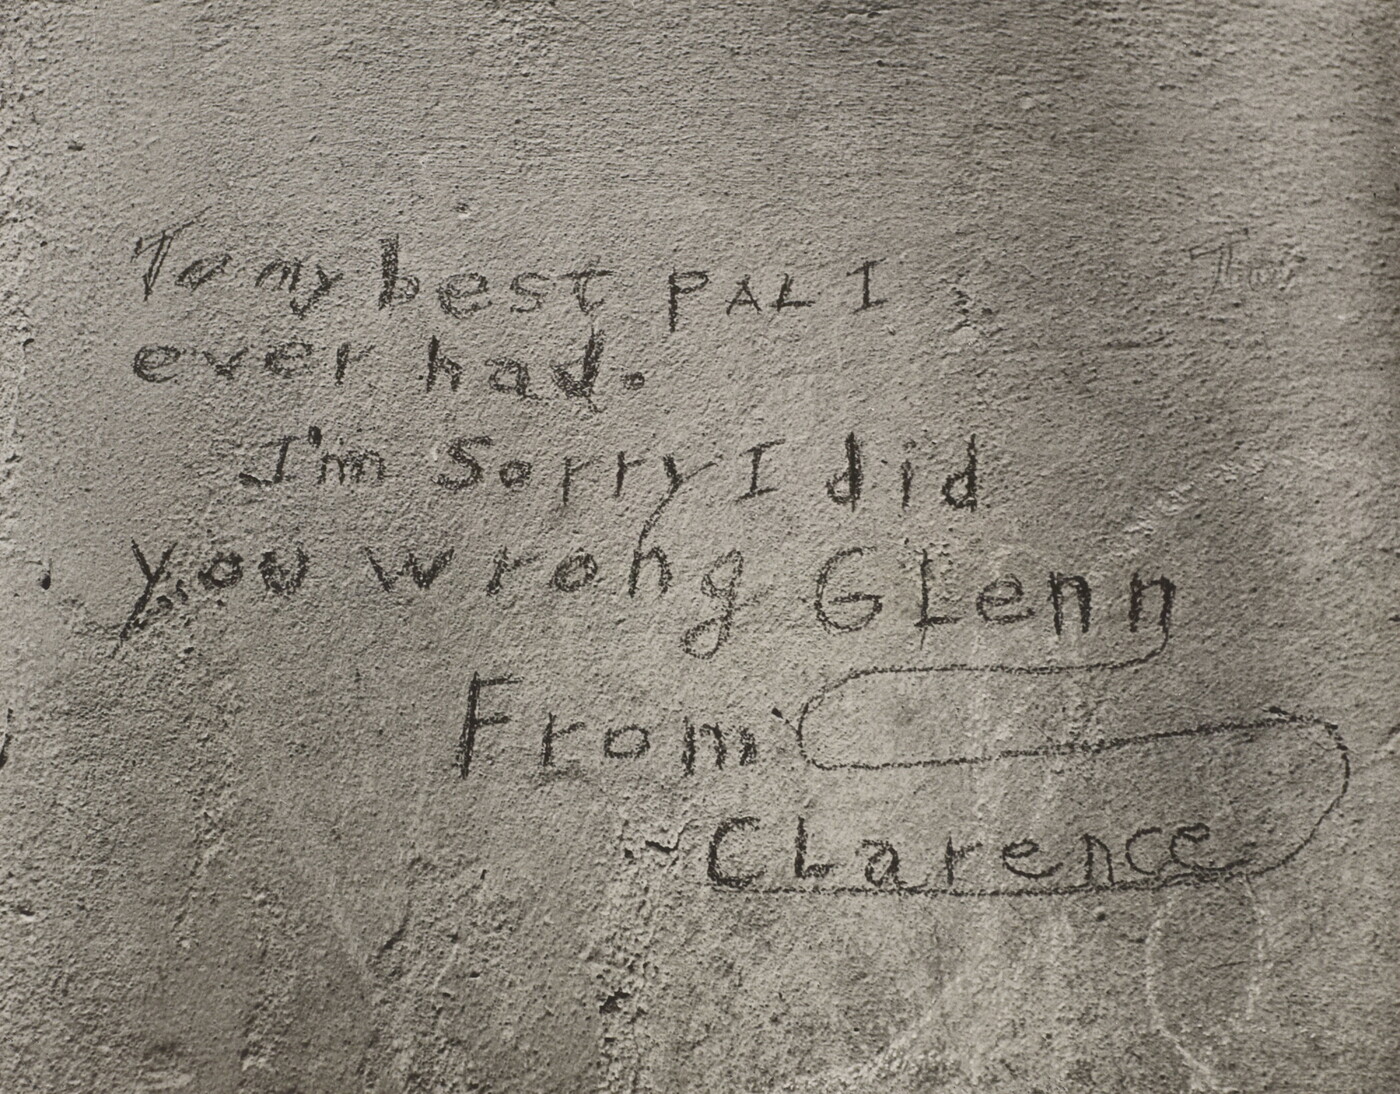 To my best PAL I
ever had.
I'm Sorry I did
you wrong GLenn
From
CLarence